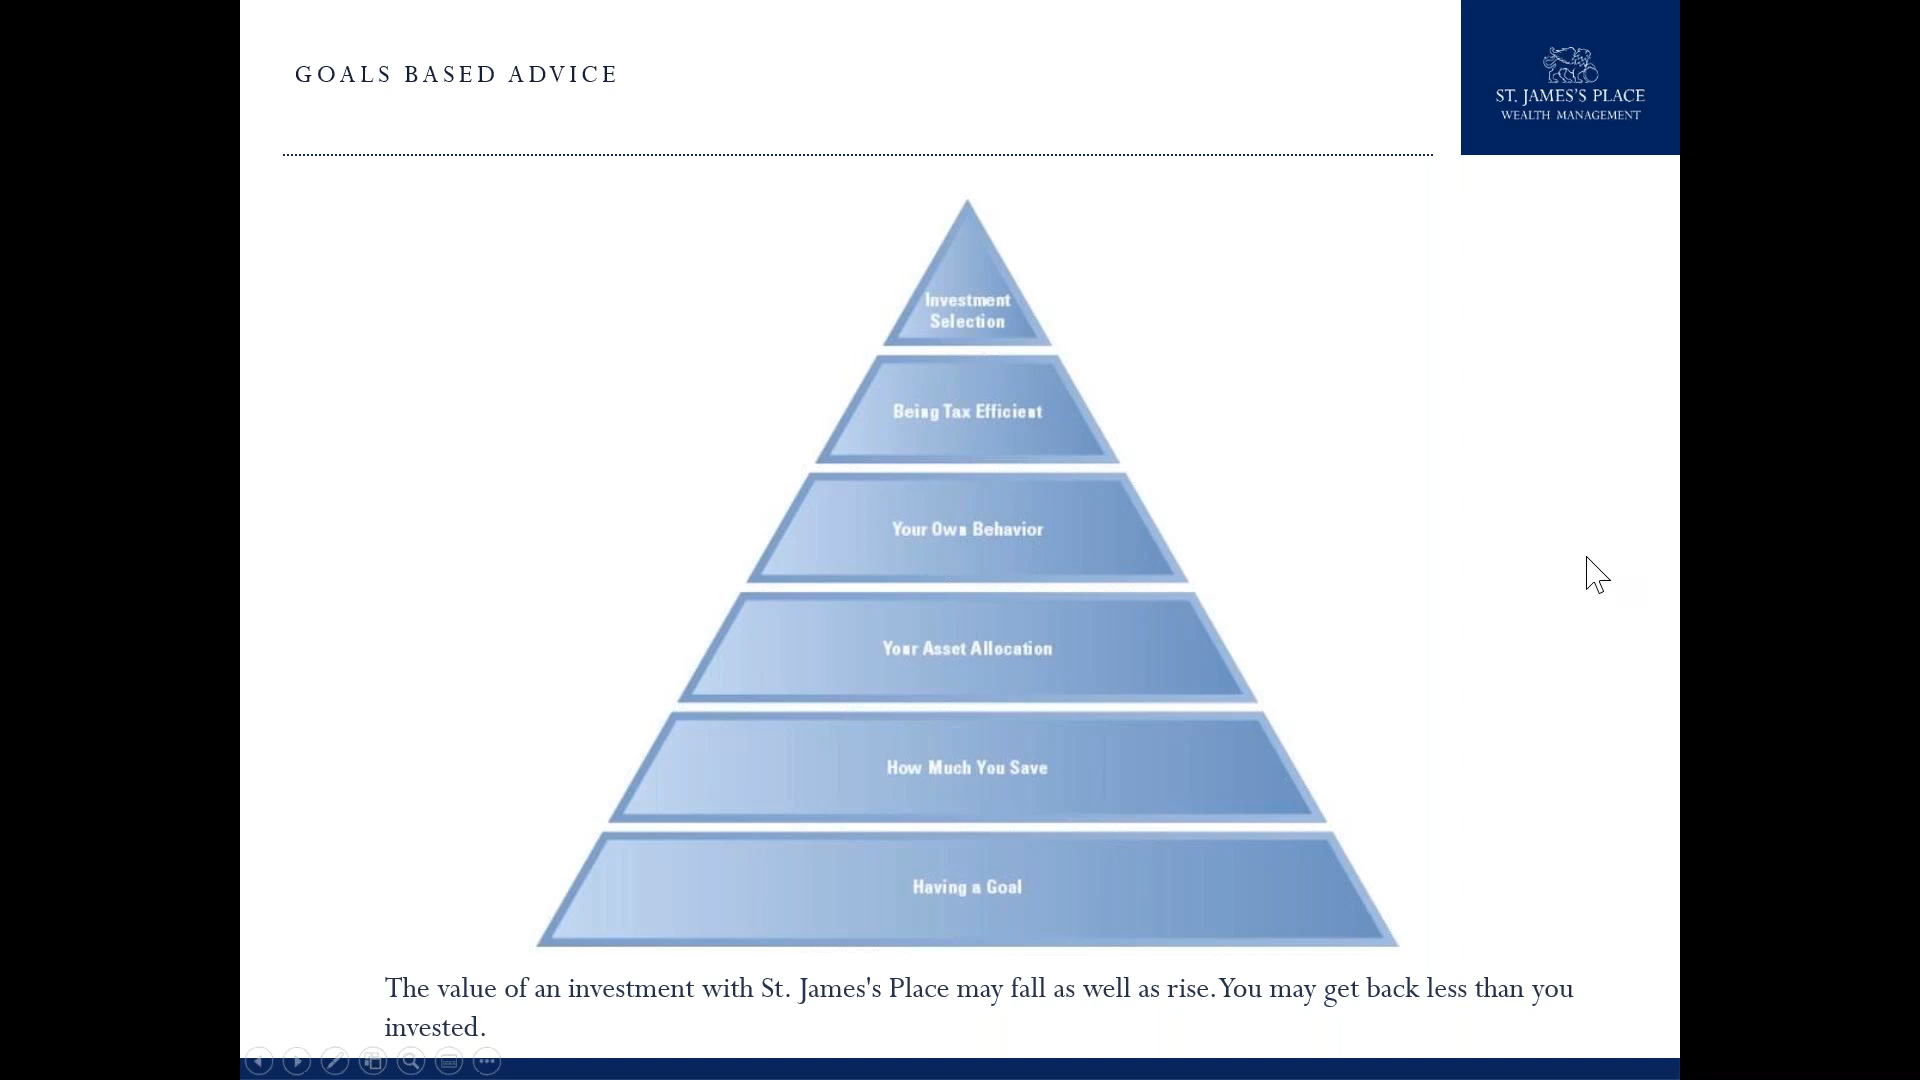 GOALS BASED ADVICE
ST. JAMES'S PLACE
WEALTH MANAGEMENT
Investment
Selection
Being Tax Efficient
Your Own Behavior
Your Asset Allocation
How Much You Save
Having a Goal
The value of an investment with St. James's Place may fall as well as rise. You may get back less than you
invested.